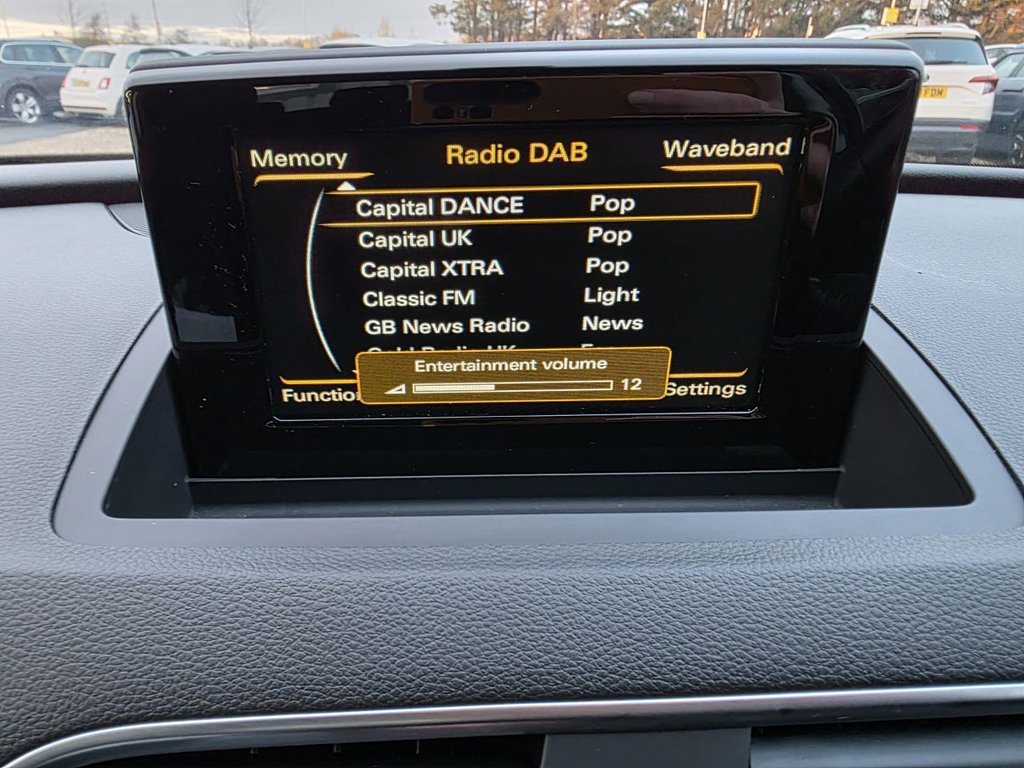 Memory Radio DAB Waveband
Capital DANCE Pop
Capital UK Pop
Capital XTRA Pop
Classic FM Light
GB News Radio News
Entertainment volume
12
Settings
FDM